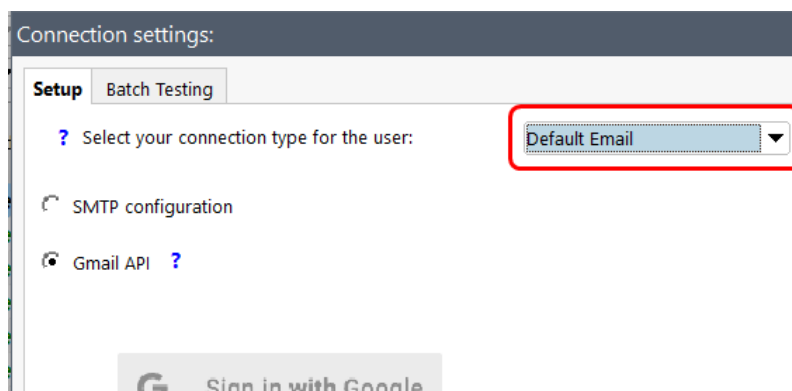 Connection settings:
Setup Batch Testing
? Select your connection type for the user: Default Email
SMTP configuration
Gmail API ?
G Sign in with Google